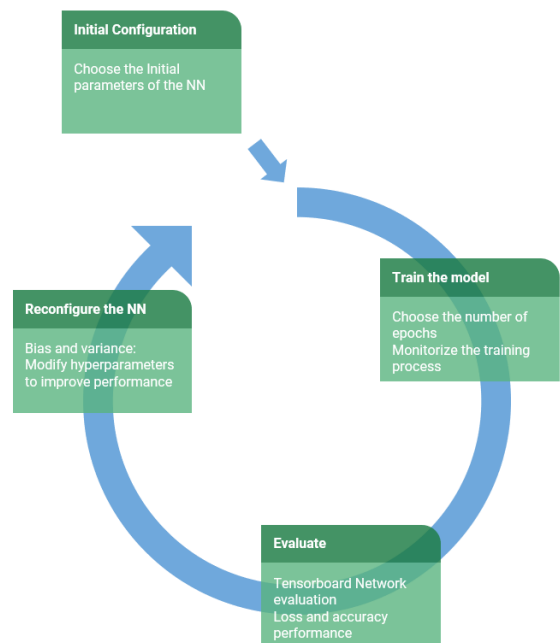 Initial Configuration
Choose the Initial
parameters of the NN
Train the model
Choose the number of
epochs
Monitorize the training
process
Reconfigure the NN
Bias and variance:
Modify hyperparameters
to improve performance
Evaluate
Tensorboard Network
evaluation
Loss and accuracy
performance